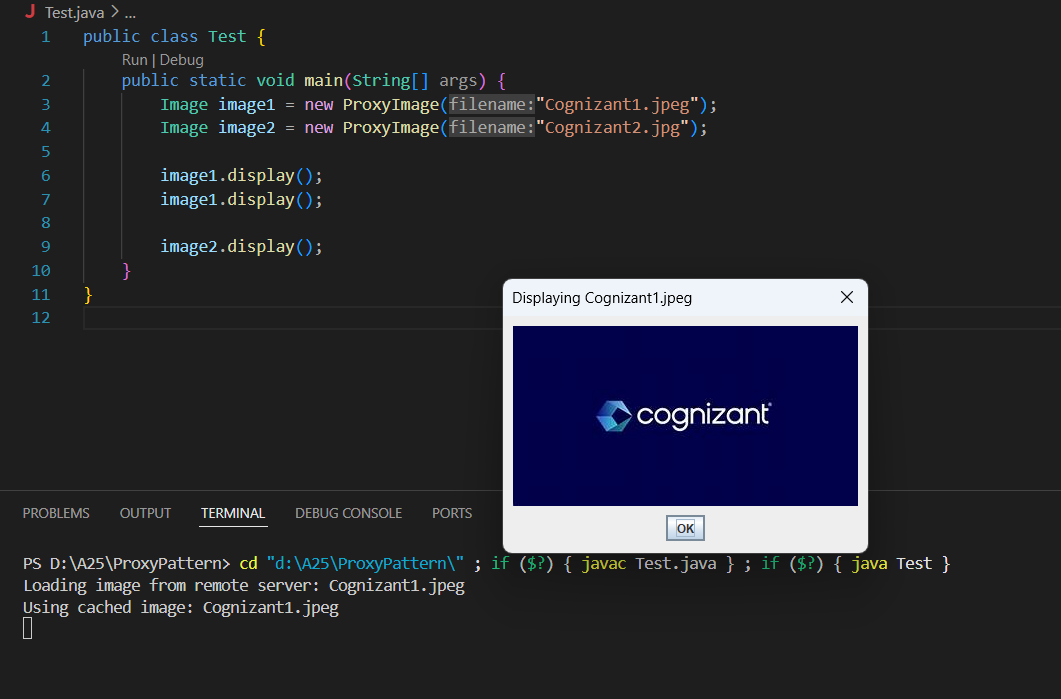 Test.java > ...
1 public class Test {
Run | Debug
2 public static void main(String[] args) {
3 Image image1 = new ProxyImage(filename:"Cognizant1.jpeg");
4 Image image2 = new ProxyImage(filename:"Cognizant2.jpg");
5
6 image1.display();
7 image1.display();
8
9 image2.display();
10 }
11 }
12
Displaying Cognizant1.jpeg
cognizant
OK
PROBLEMS OUTPUT TERMINAL DEBUG CONSOLE PORTS
PS D:\A25\ProxyPattern> cd "d:\A25\ProxyPattern\" ; if ($?) { javac Test.java } ; if ($?) { java Test }
Loading image from remote server: Cognizant1.jpeg
Using cached image: Cognizant1.jpeg